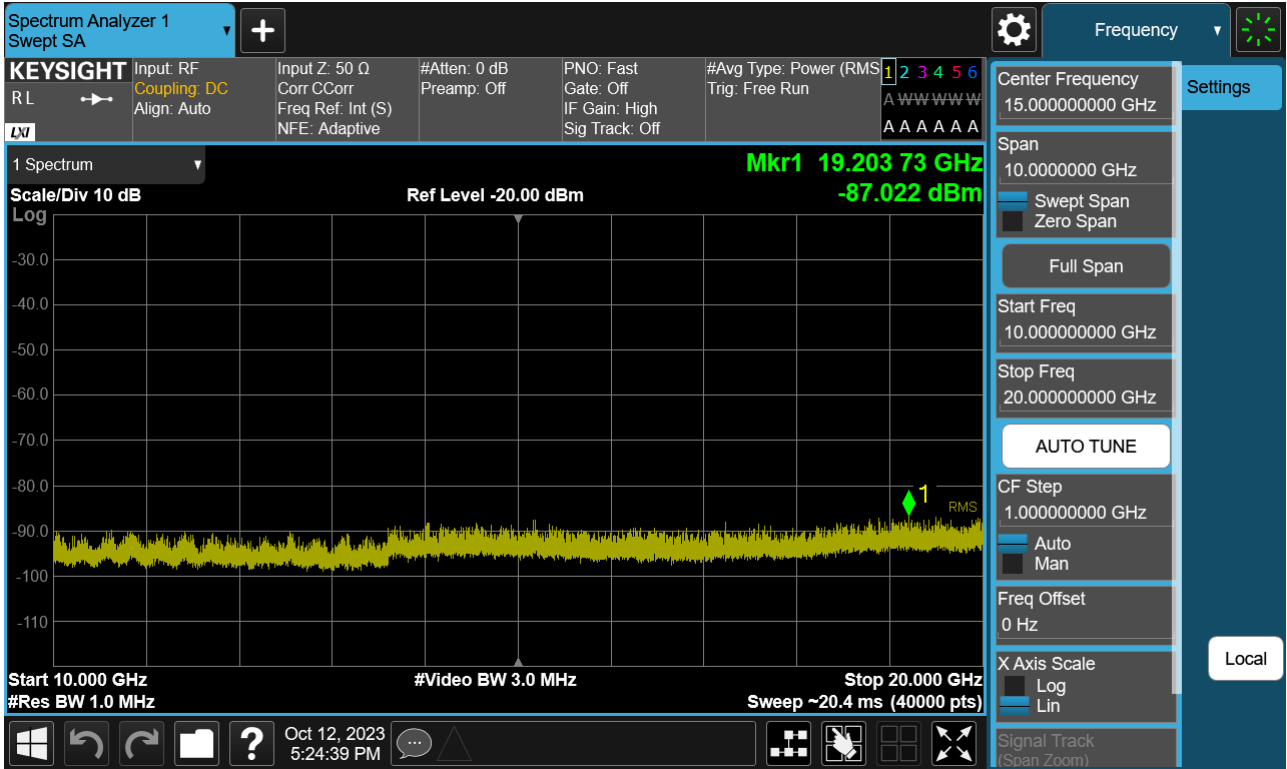 Spectrum Analyzer 1
Swept SA
+
Frequency
KEYSIGHT
R L
LXI
Input: RF
Coupling: DC
Align: Auto
Input Z: 50 Ω
Corr CCorr
Freq Ref: Int (S)
NFE: Adaptive
#Atten: 0 dB
Preamp: Off
PNO: Fast
Gate: Off
IF Gain: High
Sig Track: Off
#Avg Type: Power (RMS
Trig: Free Run
1 2 3 4 5 6
A W W W W W
A A A A A A
1 Spectrum
Scale/Div 10 dB
Ref Level -20.00 dBm
Mkr1 19.203 73 GHz
-87.022 dBm
Log
-30.0
-40.0
-50.0
-60.0
-70.0
-80.0
-90.0
-100
-110
1
RMS
Start 10.000 GHz
#Res BW 1.0 MHz
#Video BW 3.0 MHz
Stop 20.000 GHz
Sweep ~20.4 ms (40000 pts)
Center Frequency
15.000000000 GHz
Span
10.0000000 GHz
Swept Span
Zero Span
Full Span
Start Freq
10.000000000 GHz
Stop Freq
20.000000000 GHz
AUTO TUNE
CF Step
1.000000000 GHz
Auto
Man
Freq Offset
0 Hz
X Axis Scale
Log
Lin
Signal Track
(Span Zoom)
Settings
Local
?
Oct 12, 2023
5:24:39 PM